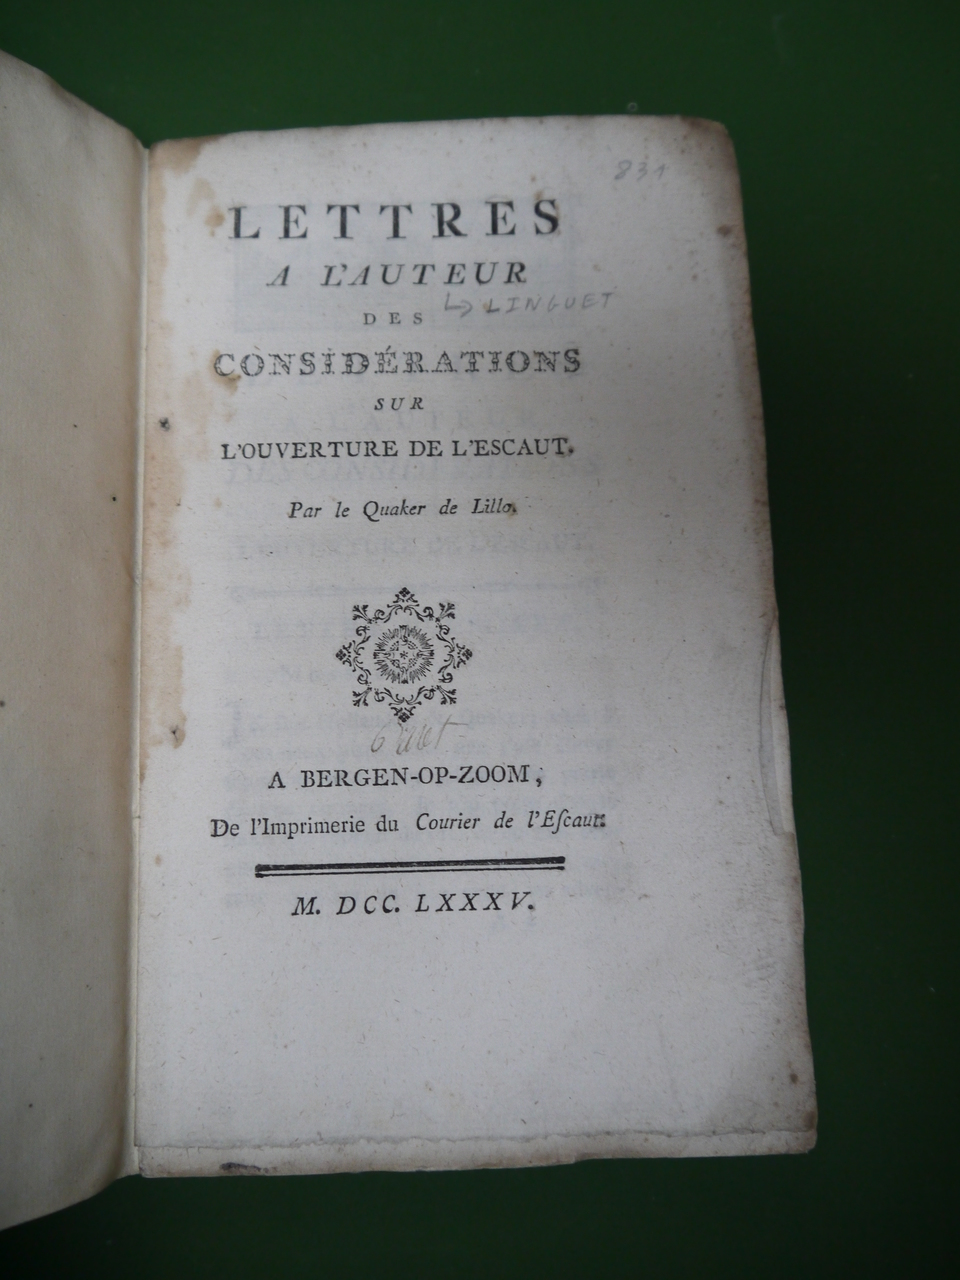 831
LETTRES
A L'AUTEUR
DES
↳ LINGUET
CONSIDÉRATIONS
SUR
L'OUVERTURE DE L'ESCAUT.
Par le Quaker de Lillo.
A BERGEN-OP-ZOOM,
De l'Imprimerie du Courier de l'Eſcaut.
M. DCC. LXXXV.